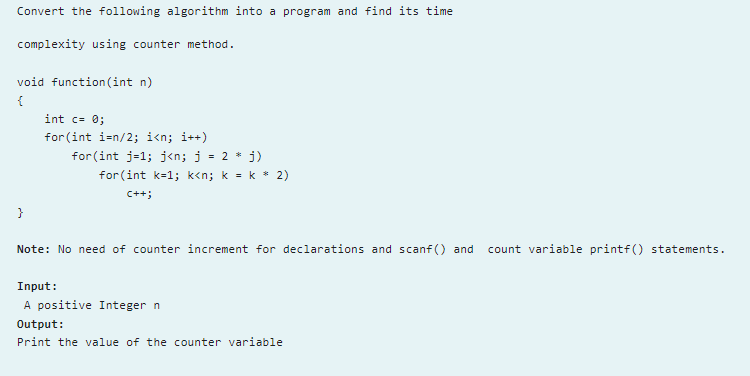 Convert the following algorithm into a program and find its time
complexity using counter method.
void function(int n)
{
int c= 0;
for(int i=n/2; i<n; i++)
for(int j=1; j<n; j = 2 * j)
for(int k=1; k<n; k = k * 2)
c++;
}
Note: No need of counter increment for declarations and scanf() and count variable printf() statements.
Input:
A positive Integer n
Output:
Print the value of the counter variable